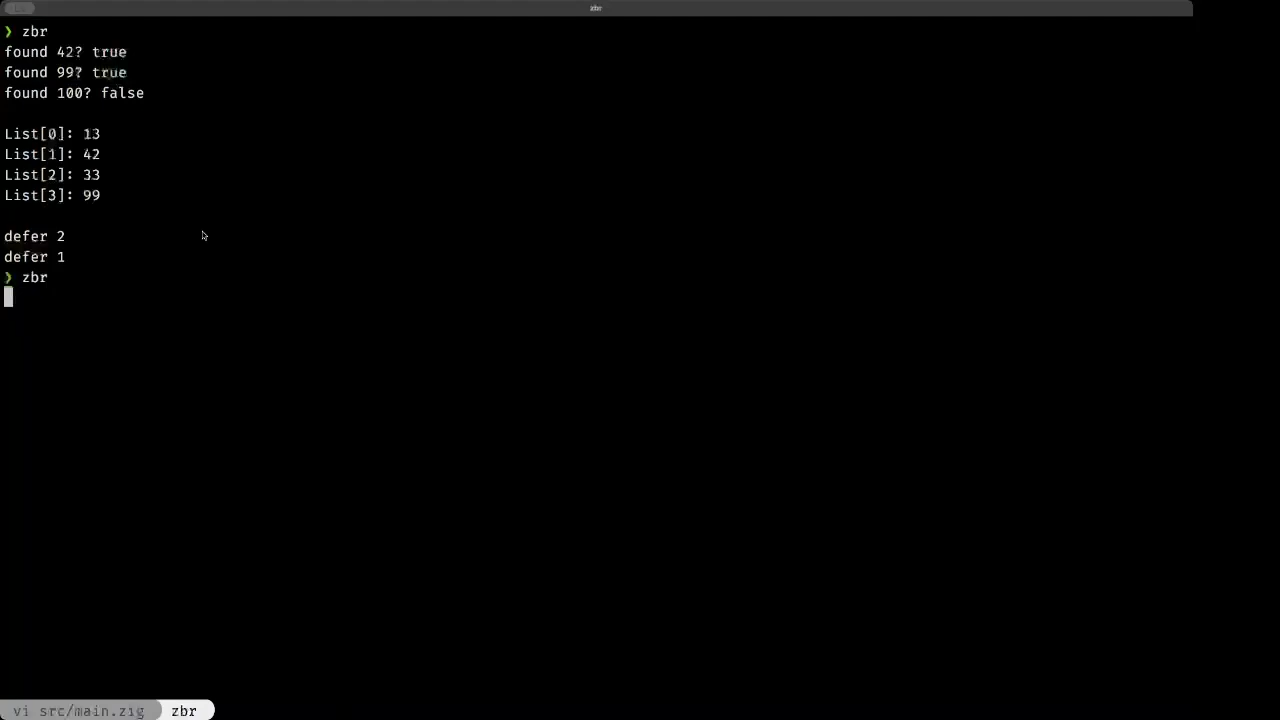 zbr
❯ zbr
found 42? true
found 99? true
found 100? false
List[0]: 13
List[1]: 42
List[2]: 33
List[3]: 99
defer 2
defer 1
❯ zbr
vi src/main.zig zbr